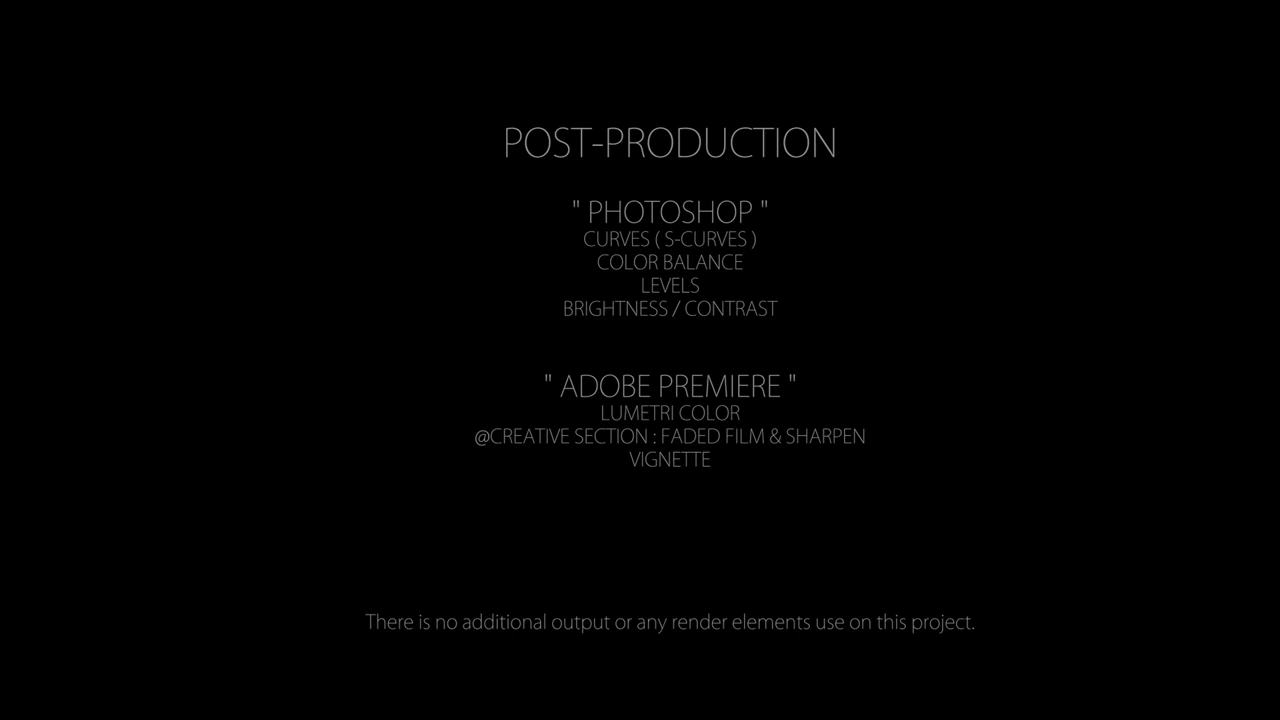 POST-PRODUCTION
" PHOTOSHOP "
CURVES ( S-CURVES )
COLOR BALANCE
LEVELS
BRIGHTNESS / CONTRAST
" ADOBE PREMIERE "
LUMETRI COLOR
@CREATIVE SECTION : FADED FILM & SHARPEN
VIGNETTE
There is no additional output or any render elements use on this project.